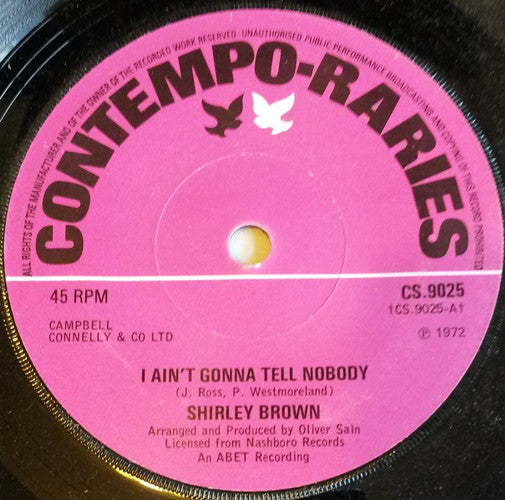 ALL RIGHTS OF THE MANUFACTURER AND OF THE OWNER OF THE RECORDED WORK RESERVED - UNAUTHORISED PUBLIC PERFORMANCE BROADCASTING AND COPYING OF THIS RECORD PROHIBITED
CONTEMPO-RARIES
45 RPM
CS.9025
1CS.9025-A1
CAMPBELL
CONNELLY & CO LTD
℗ 1972
I AIN'T GONNA TELL NOBODY
(J. Ross, P. Westmoreland)
SHIRLEY BROWN
Arranged and Produced by Oliver Sain
Licensed from Nashboro Records
An ABET Recording